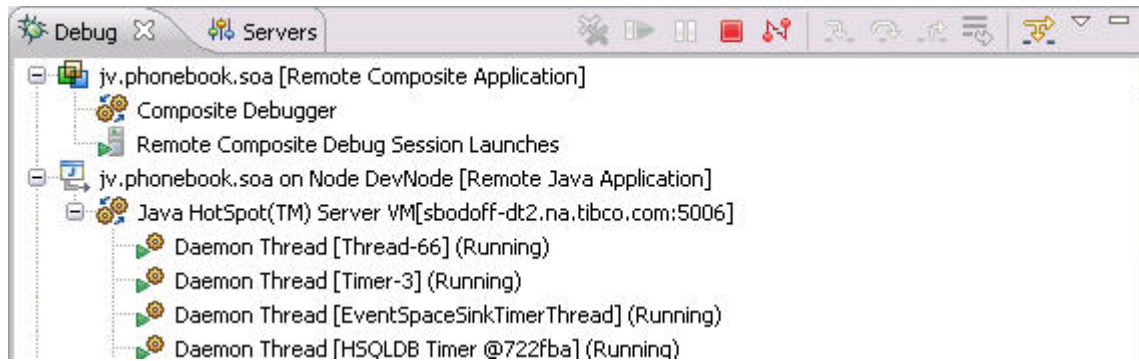 Debug Servers
jv.phonebook.soa [Remote Composite Application]
Composite Debugger
Remote Composite Debug Session Launches
jv.phonebook.soa on Node DevNode [Remote Java Application]
Java HotSpot(TM) Server VM[sbodoff-dt2.na.tibco.com:5006]
Daemon Thread [Thread-66] (Running)
Daemon Thread [Timer-3] (Running)
Daemon Thread [EventSpaceSinkTimerThread] (Running)
Daemon Thread [HSQLDB Timer @722fba] (Running)